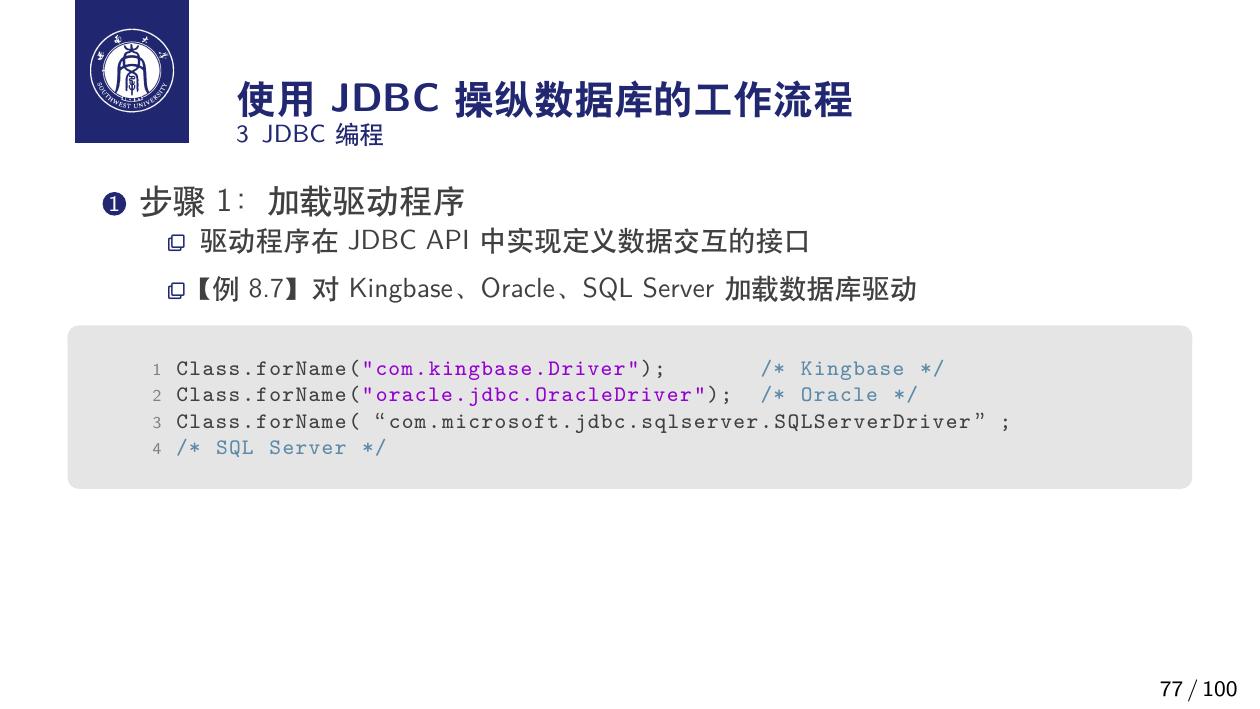 西南大学
SOUTHWEST UNIVERSITY
使用 JDBC 操纵数据库的工作流程
3 JDBC 编程
1 步骤 1： 加载驱动程序
驱动程序在 JDBC API 中实现定义数据交互的接口
【例 8.7】对 Kingbase、Oracle、SQL Server 加载数据库驱动
1 Class.forName("com.kingbase.Driver"); /* Kingbase */
2 Class.forName("oracle.jdbc.OracleDriver"); /* Oracle */
3 Class.forName( “com.microsoft.jdbc.sqlserver.SQLServerDriver” ;
4 /* SQL Server */
77 / 100